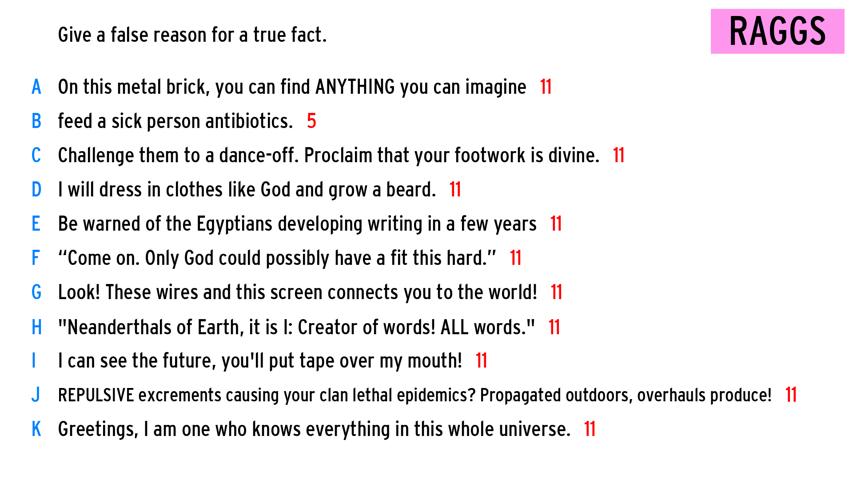 Give a false reason for a true fact.
RAGGS
A On this metal brick, you can find ANYTHING you can imagine 11
B feed a sick person antibiotics. 5
C Challenge them to a dance-off. Proclaim that your footwork is divine. 11
D I will dress in clothes like God and grow a beard. 11
E Be warned of the Egyptians developing writing in a few years 11
F “Come on. Only God could possibly have a fit this hard.” 11
G Look! These wires and this screen connects you to the world! 11
H "Neanderthals of Earth, it is I: Creator of words! ALL words." 11
I I can see the future, you'll put tape over my mouth! 11
J REPULSIVE excrements causing your clan lethal epidemics? Propagated outdoors, overhauls produce! 11
K Greetings, I am one who knows everything in this whole universe. 11